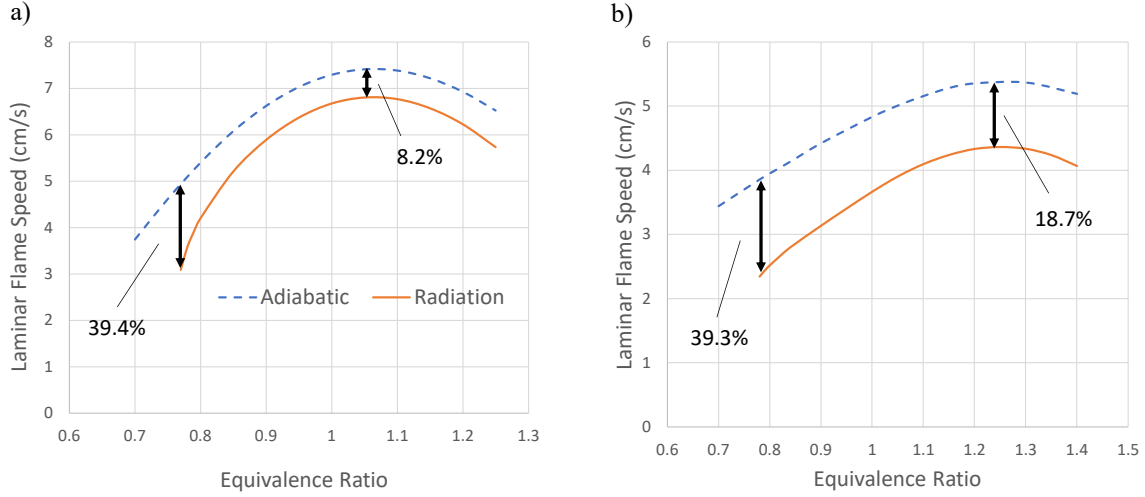 a)
8
7
6
5
4
3
2
1
0
Laminar Flame Speed (cm/s)
8.2%
39.4%
Adiabatic Radiation
0.6 0.7 0.8 0.9 1 1.1 1.2 1.3
Equivalence Ratio
b)
6
5
4
3
2
1
0
Laminar Flame Speed (cm/s)
18.7%
39.3%
0.6 0.7 0.8 0.9 1 1.1 1.2 1.3 1.4 1.5
Equivalence Ratio